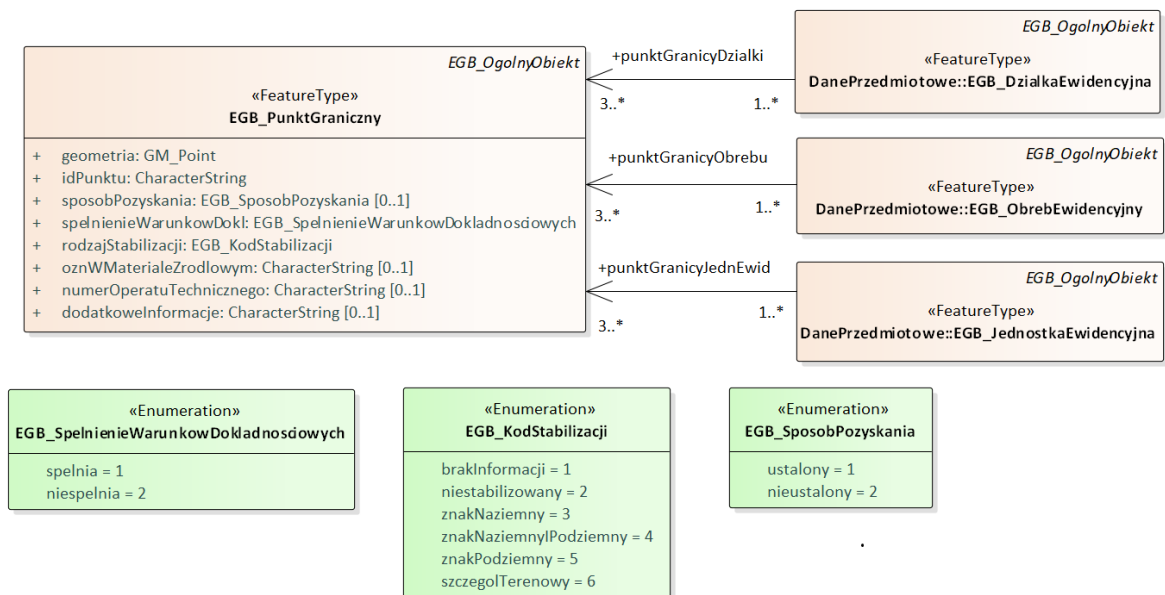 EGB_OgolnyObiekt
«FeatureType»
EGB_PunktGraniczny
+ geometria: GM_Point
+ idPunktu: CharacterString
+ sposobPozyskania: EGB_SposobPozyskania [0..1]
+ spelnienieWarunkowDokl: EGB_SpelnienieWarunkowDokladnosciowych
+ rodzajStabilizacji: EGB_KodStabilizacji
+ oznWMaterialeZrodlowym: CharacterString [0..1]
+ numerOperatuTechnicznego: CharacterString [0..1]
+ dodatkoweInformacje: CharacterString [0..1]
+punktGranicyDzialki
3..* 1..*
EGB_OgolnyObiekt
«FeatureType»
DanePrzedmiotowe::EGB_DzialkaEwidencyjna
+punktGranicyObrebu
3..* 1..*
EGB_OgolnyObiekt
«FeatureType»
DanePrzedmiotowe::EGB_ObrebEwidencyjny
+punktGranicyJednEwid
3..* 1..*
EGB_OgolnyObiekt
«FeatureType»
DanePrzedmiotowe::EGB_JednostkaEwidencyjna
«Enumeration»
EGB_SpelnienieWarunkowDokladnosciowych
spelnia = 1
niespelnia = 2
«Enumeration»
EGB_KodStabilizacji
brakInformacji = 1
niestabilizowany = 2
znakNaziemny = 3
znakNaziemnyIPodziemny = 4
znakPodziemny = 5
szczegolTerenowy = 6
«Enumeration»
EGB_SposobPozyskania
ustalony = 1
nieustalony = 2
.